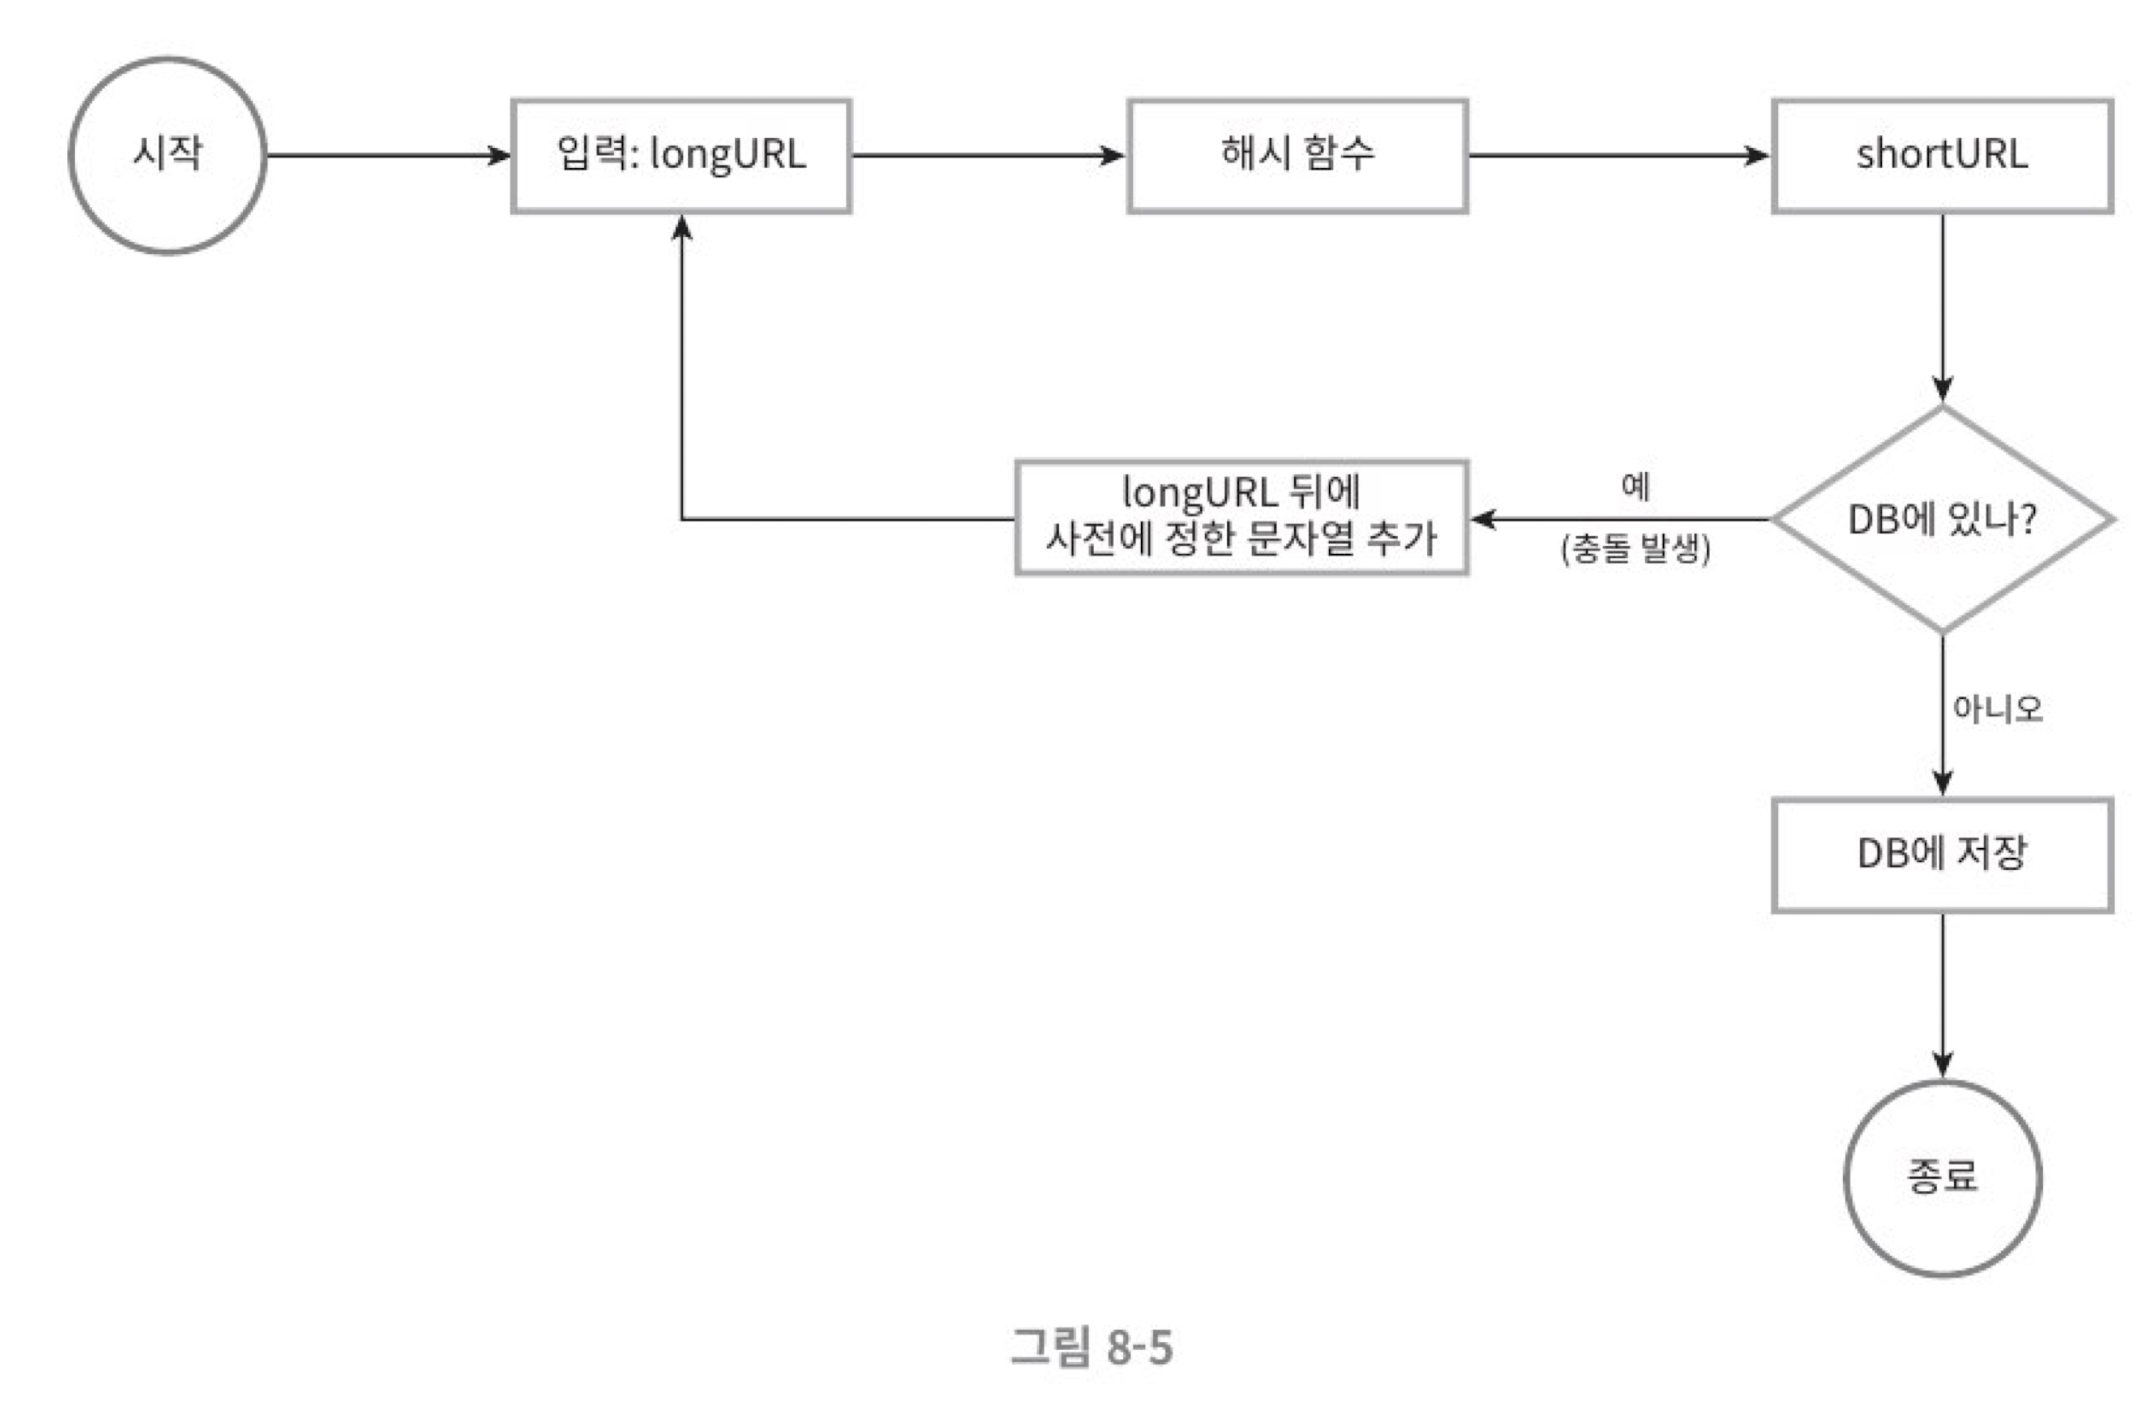 시작
입력: longURL
해시 함수
shortURL
longURL 뒤에
사전에 정한 문자열 추가
예
(충돌 발생)
DB에 있나?
아니오
DB에 저장
종료
그림 8-5